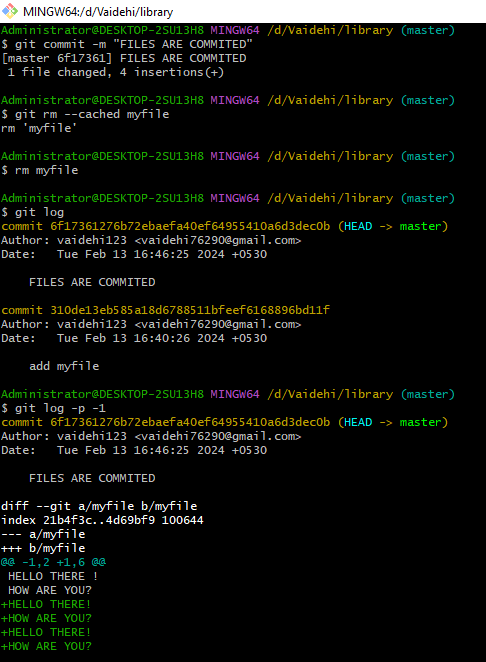 MINGW64:/d/Vaidehi/library
Administrator@DESKTOP-2SU13H8 MINGW64 /d/Vaidehi/library (master)
$ git commit -m "FILES ARE COMMITED"
[master 6f17361] FILES ARE COMMITED
 1 file changed, 4 insertions(+)

Administrator@DESKTOP-2SU13H8 MINGW64 /d/Vaidehi/library (master)
$ git rm --cached myfile
rm 'myfile'

Administrator@DESKTOP-2SU13H8 MINGW64 /d/Vaidehi/library (master)
$ rm myfile

Administrator@DESKTOP-2SU13H8 MINGW64 /d/Vaidehi/library (master)
$ git log
commit 6f17361276b72ebaefa40ef64955410a6d3dec0b (HEAD -> master)
Author: vaidehi123 <vaidehi76290@gmail.com>
Date:   Tue Feb 13 16:46:25 2024 +0530

    FILES ARE COMMITED

commit 310de13eb585a18d6788511bfeef6168896bd11f
Author: vaidehi123 <vaidehi76290@gmail.com>
Date:   Tue Feb 13 16:40:26 2024 +0530

    add myfile

Administrator@DESKTOP-2SU13H8 MINGW64 /d/Vaidehi/library (master)
$ git log -p -1
commit 6f17361276b72ebaefa40ef64955410a6d3dec0b (HEAD -> master)
Author: vaidehi123 <vaidehi76290@gmail.com>
Date:   Tue Feb 13 16:46:25 2024 +0530

    FILES ARE COMMITED

diff --git a/myfile b/myfile
index 21b4f3c..4d69bf9 100644
--- a/myfile
+++ b/myfile
@@ -1,2 +1,6 @@
 HELLO THERE !
 HOW ARE YOU?
+HELLO THERE!
+HOW ARE YOU?
+HELLO THERE!
+HOW ARE YOU?